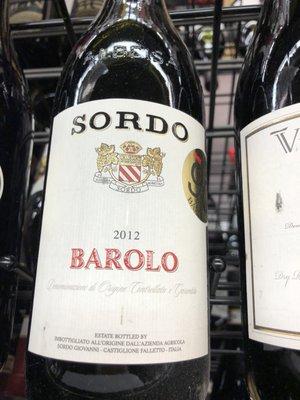 SORDO
SORDO
2012
BAROLO
Denominazione di Origine Controllata e Garantita
ESTATE BOTTLED BY
IMBOTTIGLIATO ALL'ORIGINE DALL'AZIENDA AGRICOLA
SORDO GIOVANNI - CASTIGLIONE FALLETTO - ITALIA
V